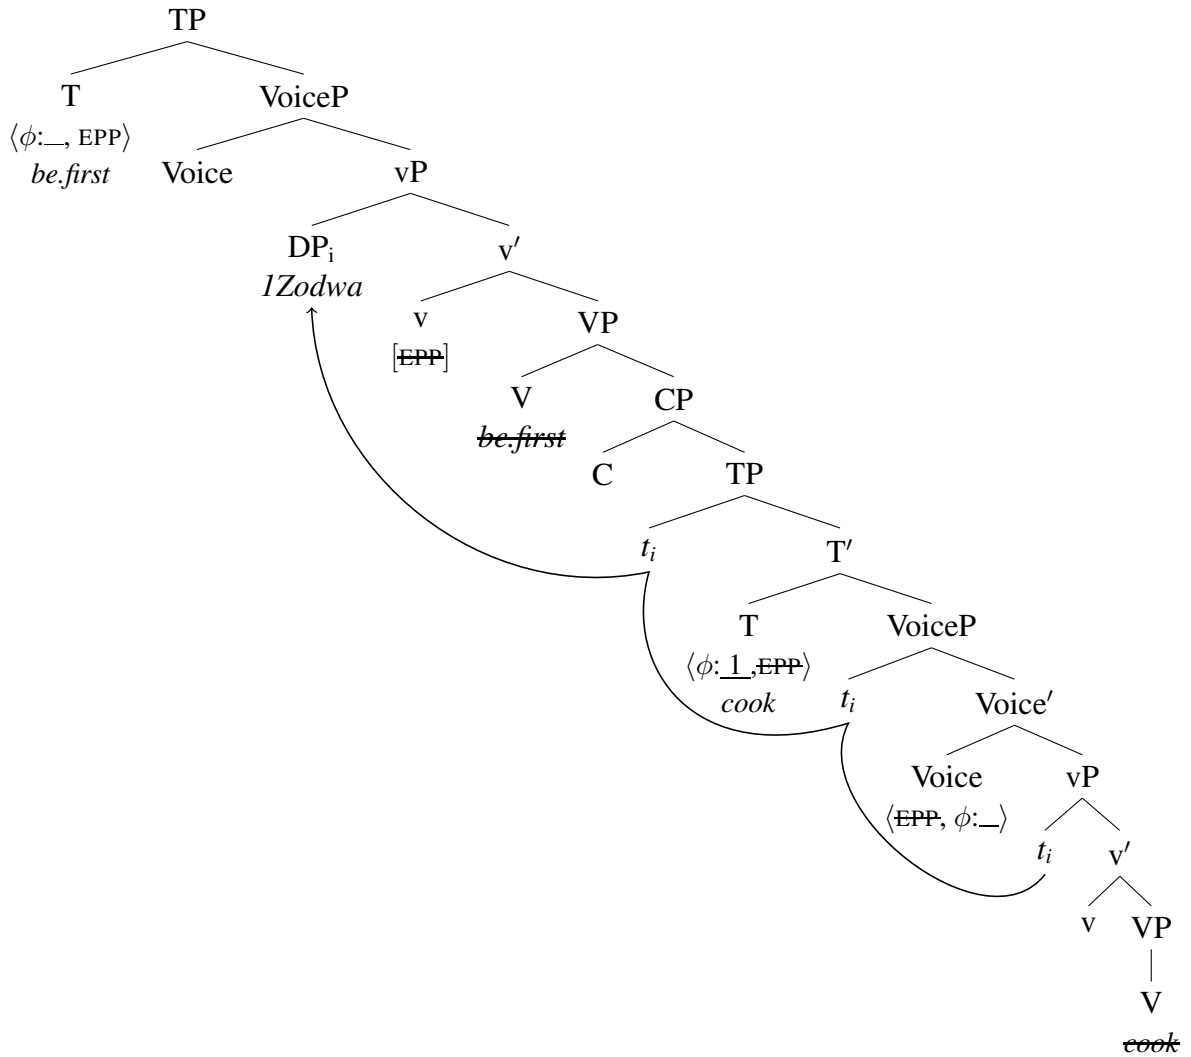 TP
T VoiceP
⟨ϕ:__, EPP⟩
be.first Voice vP
DPi v′
1Zodwa
v VP
[EPP]
V CP
be.first
C TP
ti T′
T VoiceP
⟨ϕ: 1 ,EPP⟩
cook ti Voice′
Voice vP
⟨EPP, ϕ:__⟩
ti v′
v VP
V
cook